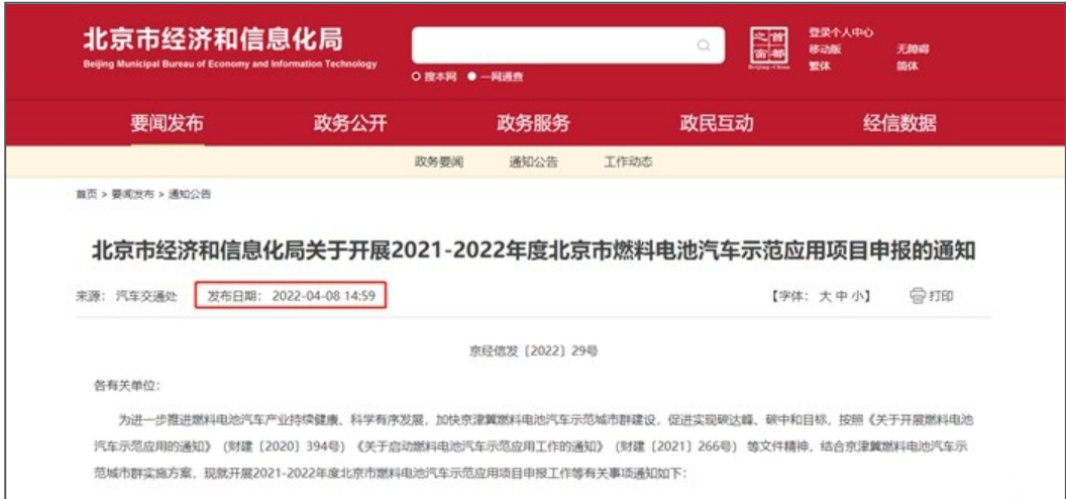 北京市经济和信息化局
Beijing Municipal Bureau of Economy and Information Technology
搜本网 一网通查
首都之窗
Beijing-China
登录个人中心
移动版 无障碍
繁体 简体
要闻发布 政务公开 政务服务 政民互动 经信数据
政务要闻 通知公告 工作动态
首页 > 要闻发布 > 通知公告
北京市经济和信息化局关于开展2021-2022年度北京市燃料电池汽车示范应用项目申报的通知
来源: 汽车交通处 发布日期: 2022-04-08 14:59 【字体: 大 中 小】 打印
京经信发〔2022〕29号
各有关单位:
为进一步推进燃料电池汽车产业持续健康、科学有序发展,加快京津冀燃料电池汽车示范城市群建设,促进实现碳达峰、碳中和目标,按照《关于开展燃料电池
汽车示范应用的通知》(财建〔2020〕394号)《关于启动燃料电池汽车示范应用工作的通知》(财建〔2021〕266号)等文件精神,结合京津冀燃料电池汽车示
范城市群实施方案,现就开展2021-2022年度北京市燃料电池汽车示范应用项目申报工作等有关事项通知如下: